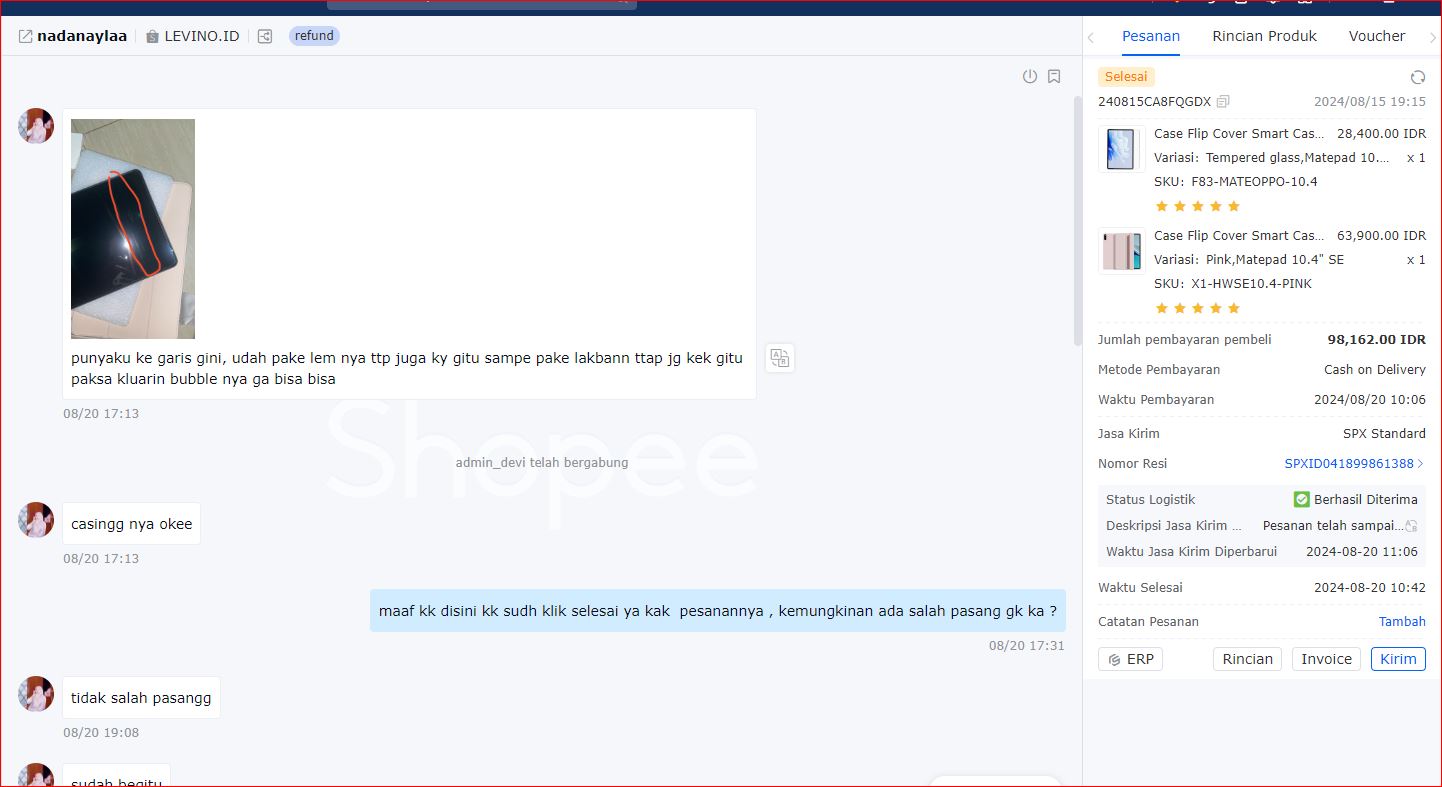 nadanaylaa
LEVINO.ID
refund
punyaku ke garis gini, udah pake lem nya ttp juga ky gitu sampe pake lakbann ttap jg kek gitu
paksa kluarin bubble nya ga bisa bisa
08/20 17:13
Shopee
admin_devi telah bergabung
casingg nya okee
08/20 17:13
maaf kk disini kk sudh klik selesai ya kak pesanannya , kemungkinan ada salah pasang gk ka ?
08/20 17:31
tidak salah pasangg
08/20 19:08
sudah begitu
Pesanan Rincian Produk Voucher
Selesai
240815CA8FQGDX 2024/08/15 19:15
Case Flip Cover Smart Cas... 28,400.00 IDR
Variasi: Tempered glass,Matepad 10.... x 1
SKU: F83-MATEOPPO-10.4
Case Flip Cover Smart Cas... 63,900.00 IDR
Variasi: Pink,Matepad 10.4" SE x 1
SKU: X1-HWSE10.4-PINK
Jumlah pembayaran pembeli 98,162.00 IDR
Metode Pembayaran Cash on Delivery
Waktu Pembayaran 2024/08/20 10:06
Jasa Kirim SPX Standard
Nomor Resi SPXID041899861388
Status Logistik Berhasil Diterima
Deskripsi Jasa Kirim ... Pesanan telah sampai...
Waktu Jasa Kirim Diperbarui 2024-08-20 11:06
Waktu Selesai 2024-08-20 10:42
Catatan Pesanan Tambah
ERP Rincian Invoice Kirim